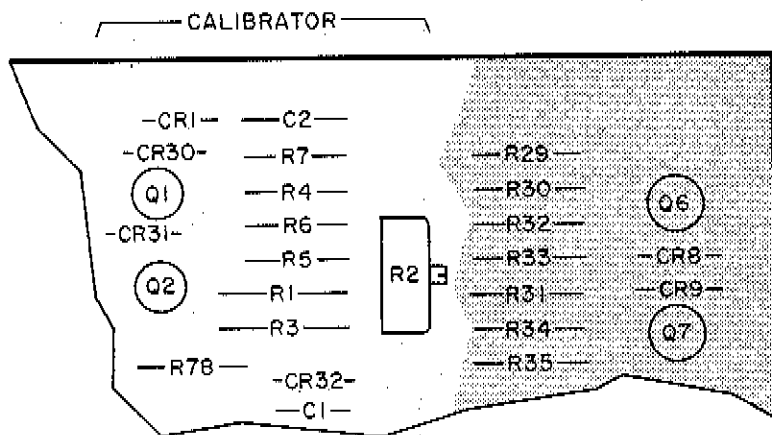 CALIBRATOR
CR1
C2
CR30
R7
R29
Q1
R4
R30
Q6
CR31
R6
R32
R5
R33
CR8
Q2
R1
R2
R31
CR9
R3
R34
Q7
R78
R35
CR32
C1